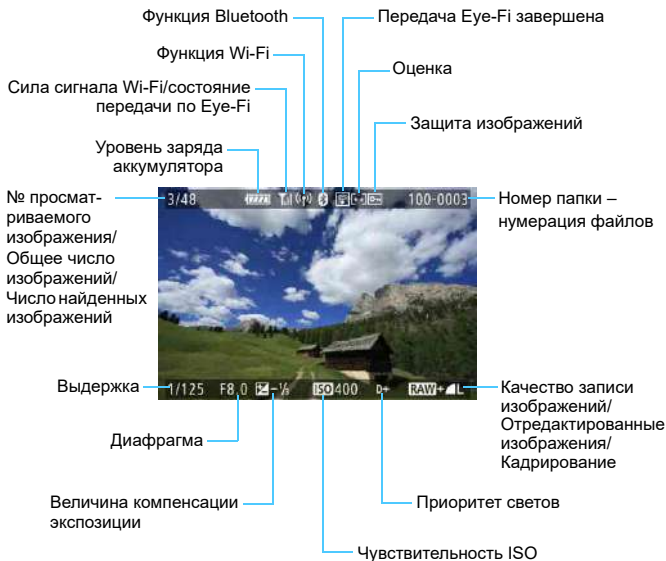 Функция Bluetooth
Передача Eye-Fi завершена
Функция Wi-Fi
Оценка
Сила сигнала Wi-Fi/состояние
передачи по Eye-Fi
Защита изображений
Уровень заряда
аккумулятора
№ просмат-
риваемого
изображения/
Общее число
изображений/
Число найденных
изображений
3/48
100-0003
Номер папки –
нумерация файлов
Выдержка
1/125 F8.0 -⅓ ISO 400 D+ RAW+L
Качество записи
изображений/
Отредактированные
изображения/
Кадрирование
Диафрагма
Величина компенсации
экспозиции
Приоритет светов
Чувствительность ISO